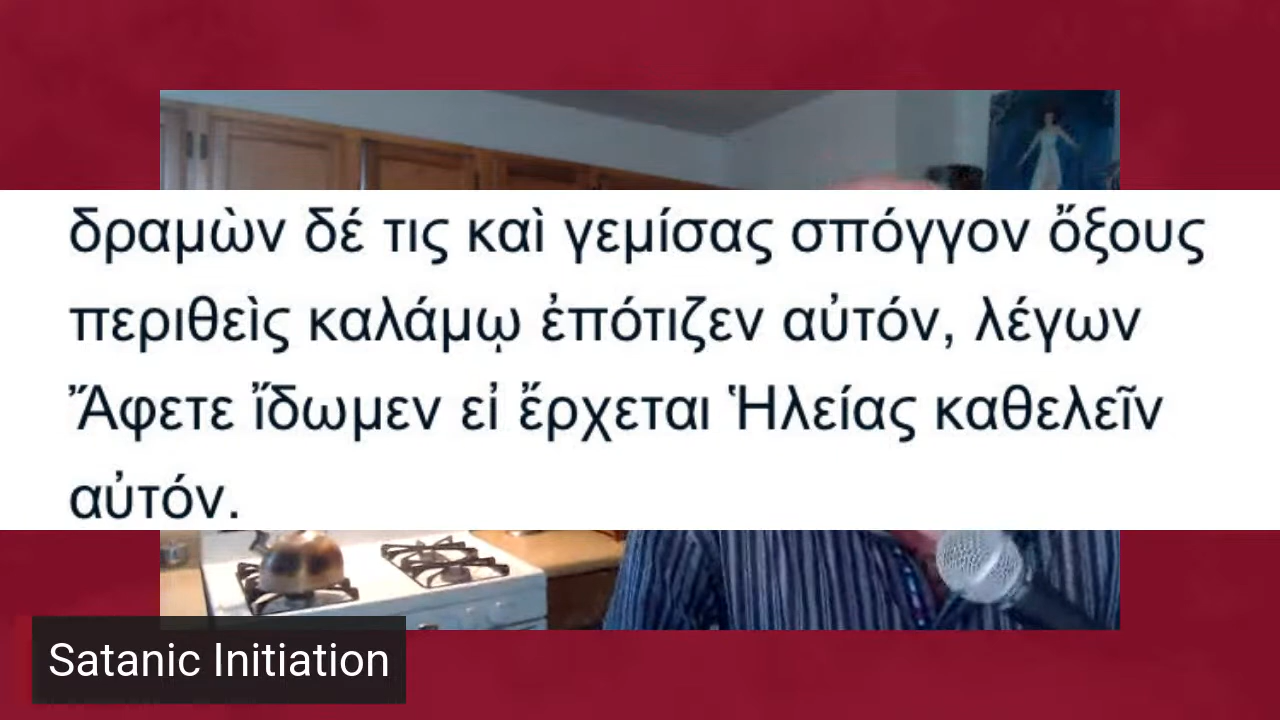 δραμὼν δέ τις καὶ γεμίσας σπόγγον ὄξους
περιθεὶς καλάμῳ ἐπότιζεν αὐτόν, λέγων
Ἄφετε ἴδωμεν εἰ ἔρχεται Ἡλείας καθελεῖν
αὐτόν.
Satanic Initiation